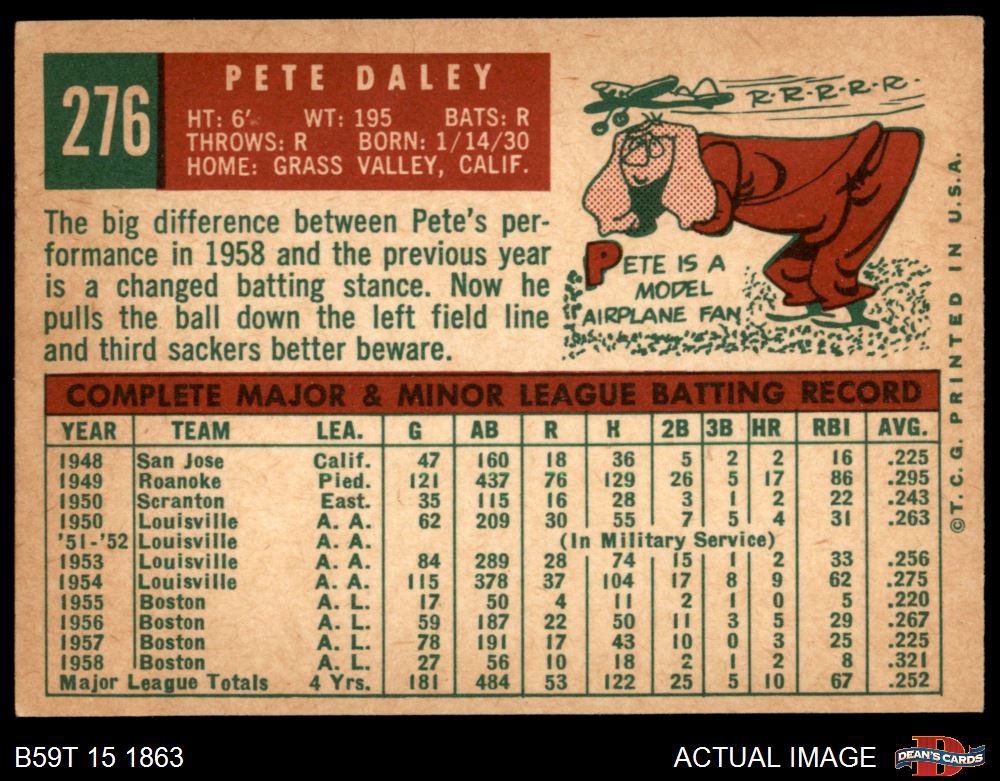 276
PETE DALEY
HT: 6' WT: 195 BATS: R
THROWS: R BORN: 1/14/30
HOME: GRASS VALLEY, CALIF.
R-R-R-R-R-
The big difference between Pete's per-
formance in 1958 and the previous year
is a changed batting stance. Now he
pulls the ball down the left field line
and third sackers better beware.
PETE IS A
MODEL
AIRPLANE FAN
COMPLETE MAJOR & MINOR LEAGUE BATTING RECORD
YEAR TEAM LEA. G AB R H 2B 3B HR RBI AVG.
1948 San Jose Calif. 47 160 18 36 5 2 2 16 .225
1949 Roanoke Pied. 121 437 76 129 26 5 17 86 .295
1950 Scranton East. 35 115 16 28 3 1 2 22 .243
1950 Louisville A. A. 62 209 30 55 7 5 4 31 .263
'51-'52 Louisville A. A. (In Military Service)
1953 Louisville A. A. 84 289 28 74 15 1 2 33 .256
1954 Louisville A. A. 115 378 37 104 17 8 9 62 .275
1955 Boston A. L. 17 50 4 11 2 1 0 5 .220
1956 Boston A. L. 59 187 22 50 11 3 5 29 .267
1957 Boston A. L. 78 191 17 43 10 0 3 25 .225
1958 Boston A. L. 27 56 10 18 2 1 2 8 .321
Major League Totals 4 Yrs. 181 484 53 122 25 5 10 67 .252
©T. C. G. PRINTED IN U.S.A.
B59T 15 1863
ACTUAL IMAGE
D
DEAN'S CARDS